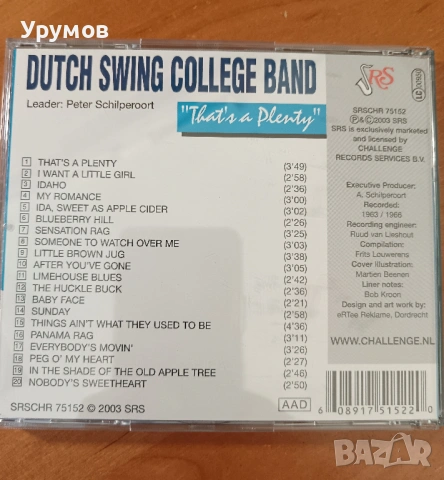 Урумов
DUTCH SWING COLLEGE BAND
Leader: Peter Schilperoort
"That's a Plenty"
1 THAT'S A PLENTY (3'49)
2 I WANT A LITTLE GIRL (2'58)
3 IDAHO (2'36)
4 MY ROMANCE (3'00)
5 IDA, SWEET AS APPLE CIDER (3'02)
6 BLUEBERRY HILL (2'26)
7 SENSATION RAG (3'25)
8 SOMEONE TO WATCH OVER ME (3'03)
9 LITTLE BROWN JUG (3'38)
10 AFTER YOU'VE GONE (3'00)
11 LIMEHOUSE BLUES (2'42)
12 THE HUCKLE BUCK (2'36)
13 BABY FACE (2'21)
14 SUNDAY (2'58)
15 THINGS AIN'T WHAT THEY USED TO BE (4'36)
16 PANAMA RAG (3'11)
17 EVERYBODY'S MOVIN' (3'26)
18 PEG O' MY HEART (2'27)
19 IN THE SHADE OF THE OLD APPLE TREE (2'46)
20 NOBODY'S SWEETHEART (2'50)
SRSCHR 75152 © 2003 SRS
AAD
SRS
LC
SRSCHR 75152
℗&©2003 SRS
SRS is exclusively marketed
and licensed by
CHALLENGE
RECORDS SERVICES B.V.
Executive Producer:
A. Schilperoort
Recorded:
1963 / 1966
Recording engineer:
Ruud van Lieshout
Compilation:
Frits Louwerens
Cover Illustration:
Martien Beenen
Liner notes:
Bob Kroon
Design and art work by:
eRTee Reklame, Dordrecht
WWW.CHALLENGE.NL
6 08917 51522 0
BAZAR
bg